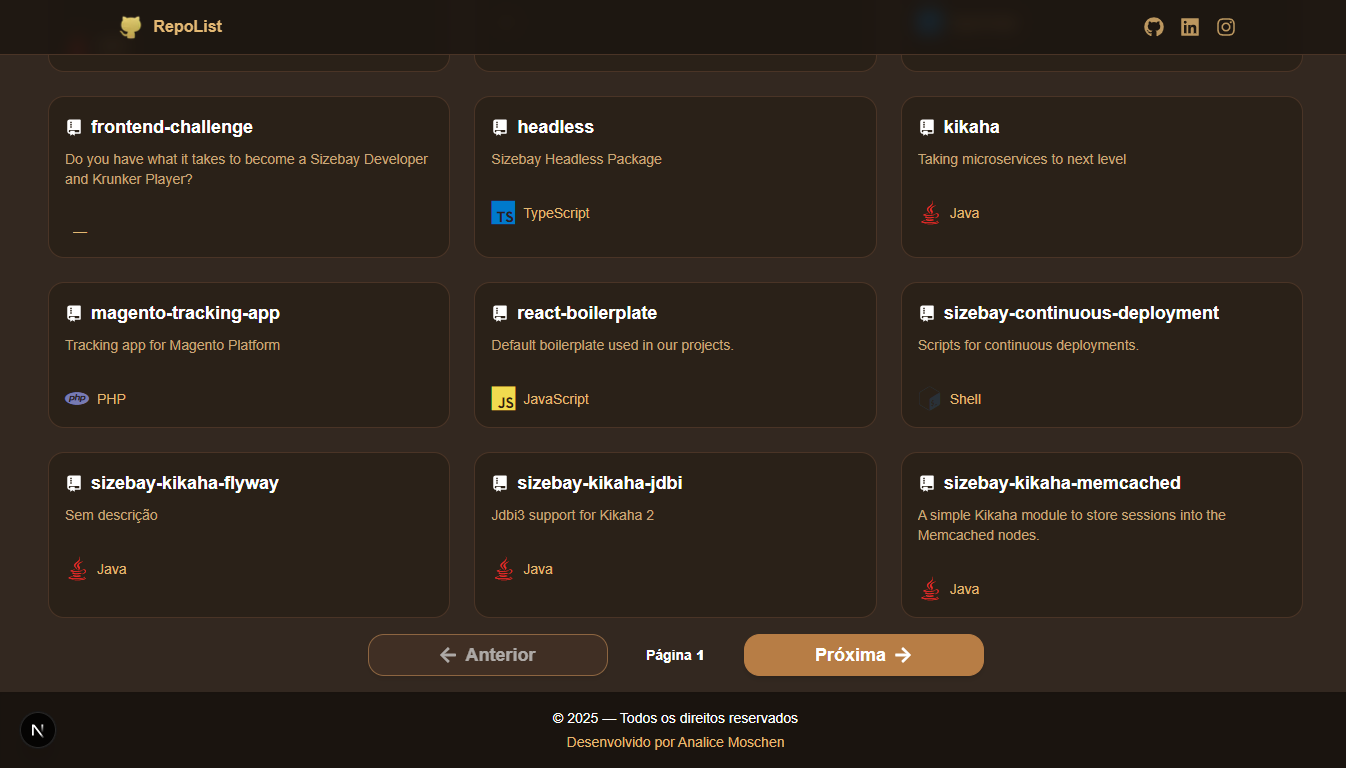 RepoList
frontend-challenge
Do you have what it takes to become a Sizebay Developer
and Krunker Player?
—
headless
Sizebay Headless Package
TS TypeScript
kikaha
Taking microservices to next level
Java
magento-tracking-app
Tracking app for Magento Platform
php PHP
react-boilerplate
Default boilerplate used in our projects.
JS JavaScript
sizebay-continuous-deployment
Scripts for continuous deployments.
Shell
sizebay-kikaha-flyway
Sem descrição
Java
sizebay-kikaha-jdbi
Jdbi3 support for Kikaha 2
Java
sizebay-kikaha-memcached
A simple Kikaha module to store sessions into the
Memcached nodes.
Java
← Anterior
Página 1
Próxima →
© 2025 — Todos os direitos reservados
Desenvolvido por Analice Moschen
N